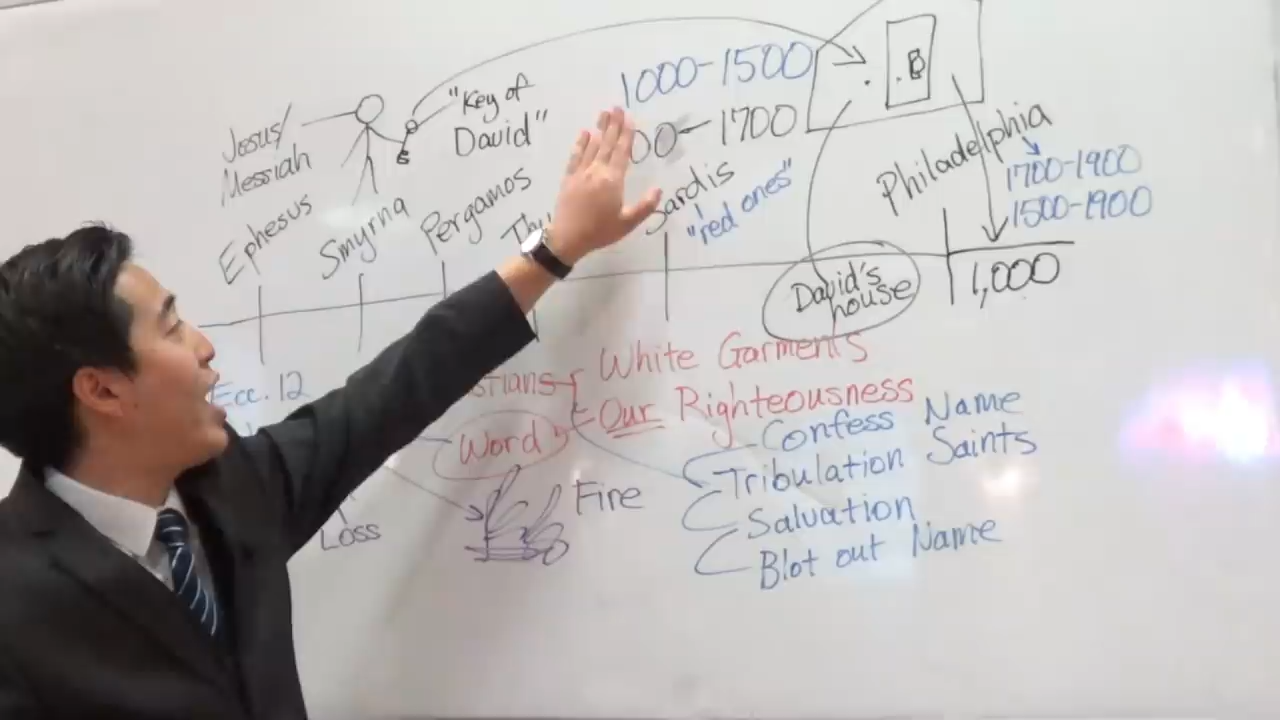 Jesus/
Messiah
"Key of
David"
1000-1500
00-1700
B
Ephesus
Smyrna
Pergamos
Sardis
"red ones"
Philadelphia
1700-1900
1500-1900
David's
house
1,000
Ecc. 12
White Garments
Word
Our Righteousness
Confess Name
Tribulation Saints
Salvation
Blot out Name
Fire
Loss